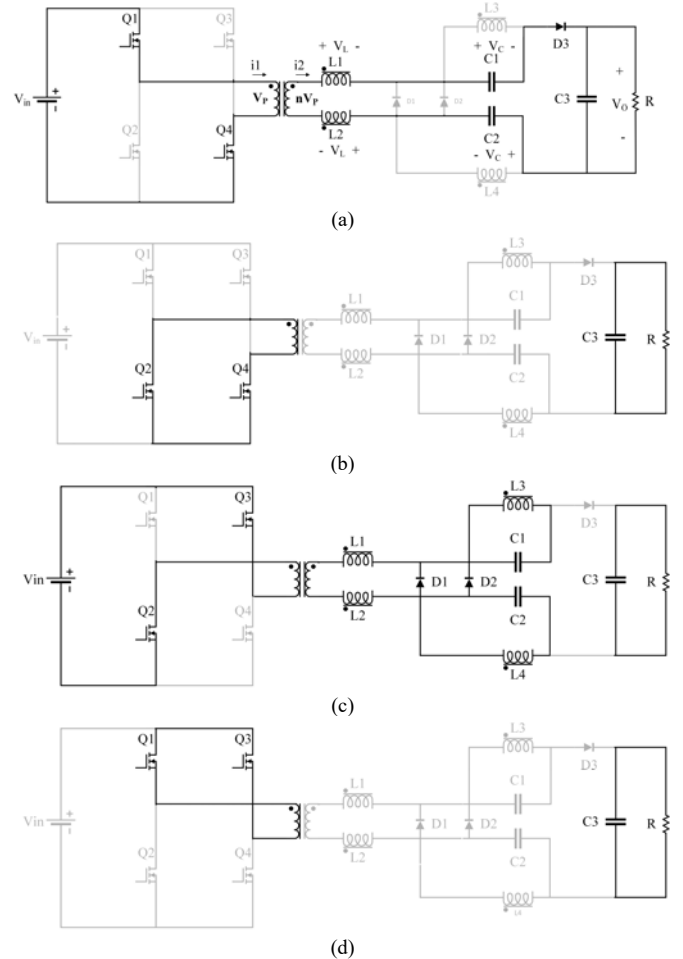 Q1 Q3 L3
+ V_L - + V_C - D3
i1 i2 L1 C1
V_in V_P nV_P D1 D2 C3 + V_O - R
Q2 Q4 L2 C2
- V_L + - V_C +
L4
(a)
Q1 Q3 L3
L1 C1 D3
V_in D1 D2 C3 R
Q2 Q4 L2 C2
L4
(b)
Q1 Q3 L3
L1 C1 D3
Vin D1 D2 C3 R
Q2 Q4 L2 C2
L4
(c)
Q1 Q3 L3
L1 C1 D3
Vin D1 D2 C3 R
Q2 Q4 L2 C2
L4
(d)